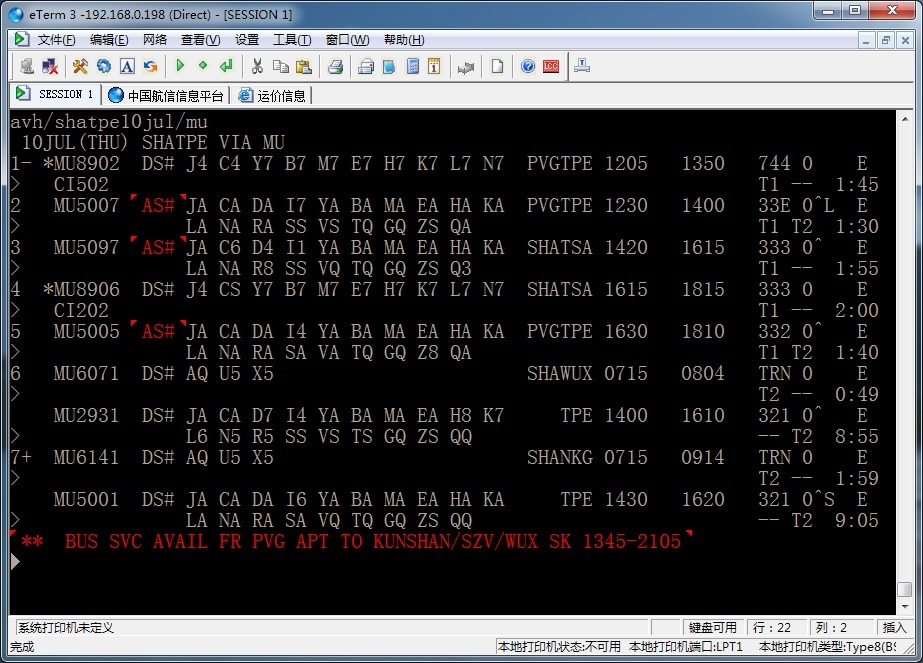 eTerm 3 -192.168.0.198 (Direct) - [SESSION 1]
文件(F) 编辑(E) 网络 查看(V) 设置 工具(T) 窗口(W) 帮助(H)
SESSION 1 中国航信信息平台 运价信息
avh/shatpe10jul/mu
10JUL(THU) SHATPE VIA MU
1- *MU8902 DS# J4 C4 Y7 B7 M7 E7 H7 K7 L7 N7 PVGTPE 1205 1350 744 0 E
> CI502 T1 -- 1:45
2 MU5007 AS# JA CA DA I7 YA BA MA EA HA KA PVGTPE 1230 1400 33E 0^L E
> LA NA RA SS VS TQ GQ ZS QA T1 T2 1:30
3 MU5097 AS# JA C6 D4 I1 YA BA MA EA HA KA SHATSA 1420 1615 333 0^ E
> LA NA R8 SS VQ TQ GQ ZS Q3 T1 -- 1:55
4 *MU8906 DS# J4 CS Y7 B7 M7 E7 H7 K7 L7 N7 SHATSA 1615 1815 333 0 E
> CI202 T1 -- 2:00
5 MU5005 AS# JA CA DA I4 YA BA MA EA HA KA PVGTPE 1630 1810 332 0^ E
> LA NA RA SA VA TQ GQ Z8 QA T1 T2 1:40
6 MU6071 DS# AQ U5 X5 SHAWUX 0715 0804 TRN 0 E
> T2 -- 0:49
MU2931 DS# JA CA D7 I4 YA BA MA EA H8 K7 TPE 1400 1610 321 0^ E
> L6 N5 R5 SS VS TS GQ ZS QQ -- T2 8:55
7+ MU6141 DS# AQ U5 X5 SHANKG 0715 0914 TRN 0 E
> T2 -- 1:59
MU5001 DS# JA CA DA I6 YA BA MA EA HA KA TPE 1430 1620 321 0^S E
> LA NA RA SA VQ TQ GQ ZS QQ -- T2 9:05
** BUS SVC AVAIL FR PVG APT TO KUNSHAN/SZV/WUX SK 1345-2105
系统打印机未定义 键盘可用 行：22 列：2 插入
完成 本地打印机状态:不可用 本地打印机端口:LPT1 本地打印机类型:Type8(BS